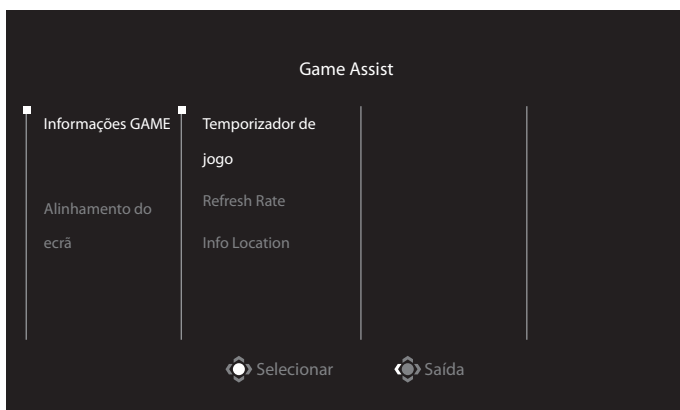 Game Assist
Informações GAME
Alinhamento do
ecrã
Temporizador de
jogo
Refresh Rate
Info Location
Selecionar
Saída